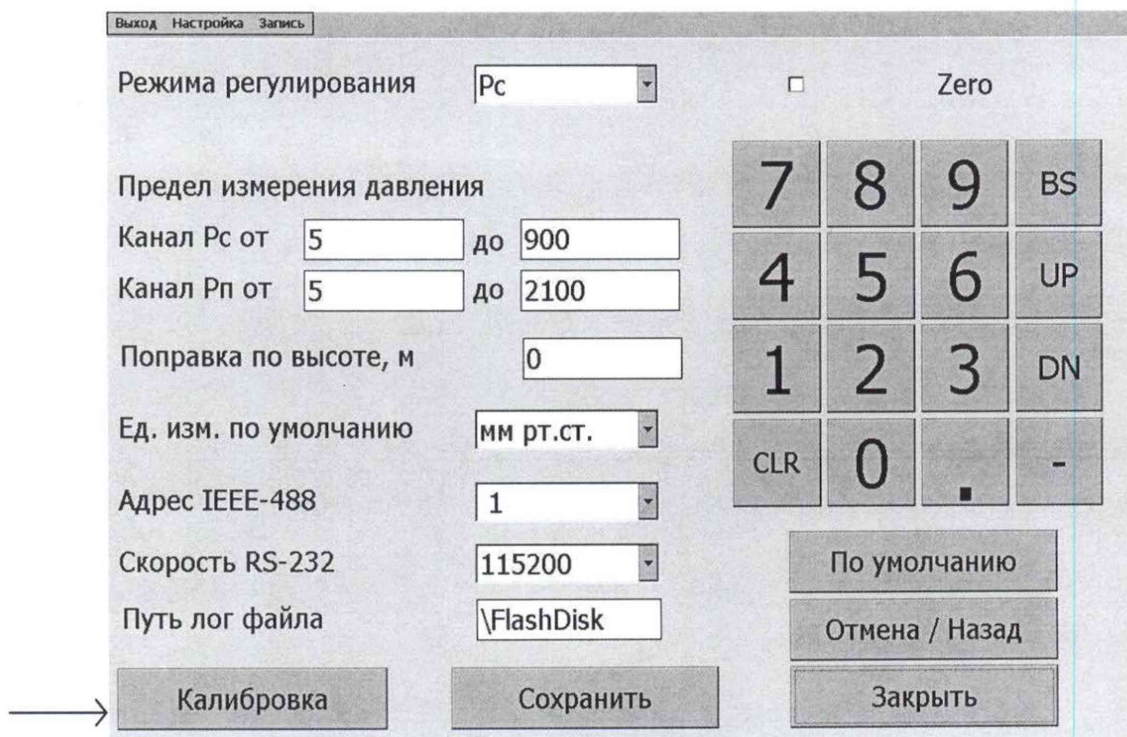 Выход Настройка Запись
Режима регулирования Pc Zero
Предел измерения давления
Канал Рс от 5 до 900
Канал Рп от 5 до 2100
Поправка по высоте, м 0
Ед. изм. по умолчанию мм рт.ст.
Адрес IEEE-488 1
Скорость RS-232 115200
Путь лог файла \FlashDisk
7 8 9 BS
4 5 6 UP
1 2 3 DN
CLR 0 . -
По умолчанию
Отмена / Назад
Калибровка Сохранить Закрыть